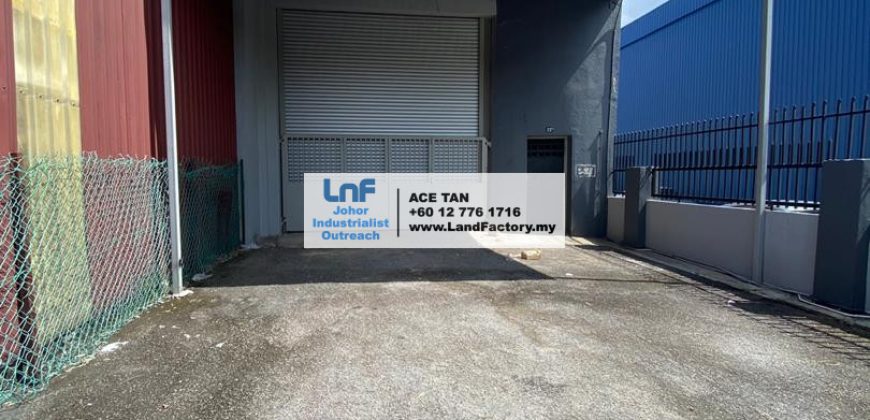 LnF
Johor
Industrialist
Outreach
ACE TAN
+60 12 776 1716
www.LandFactory.my